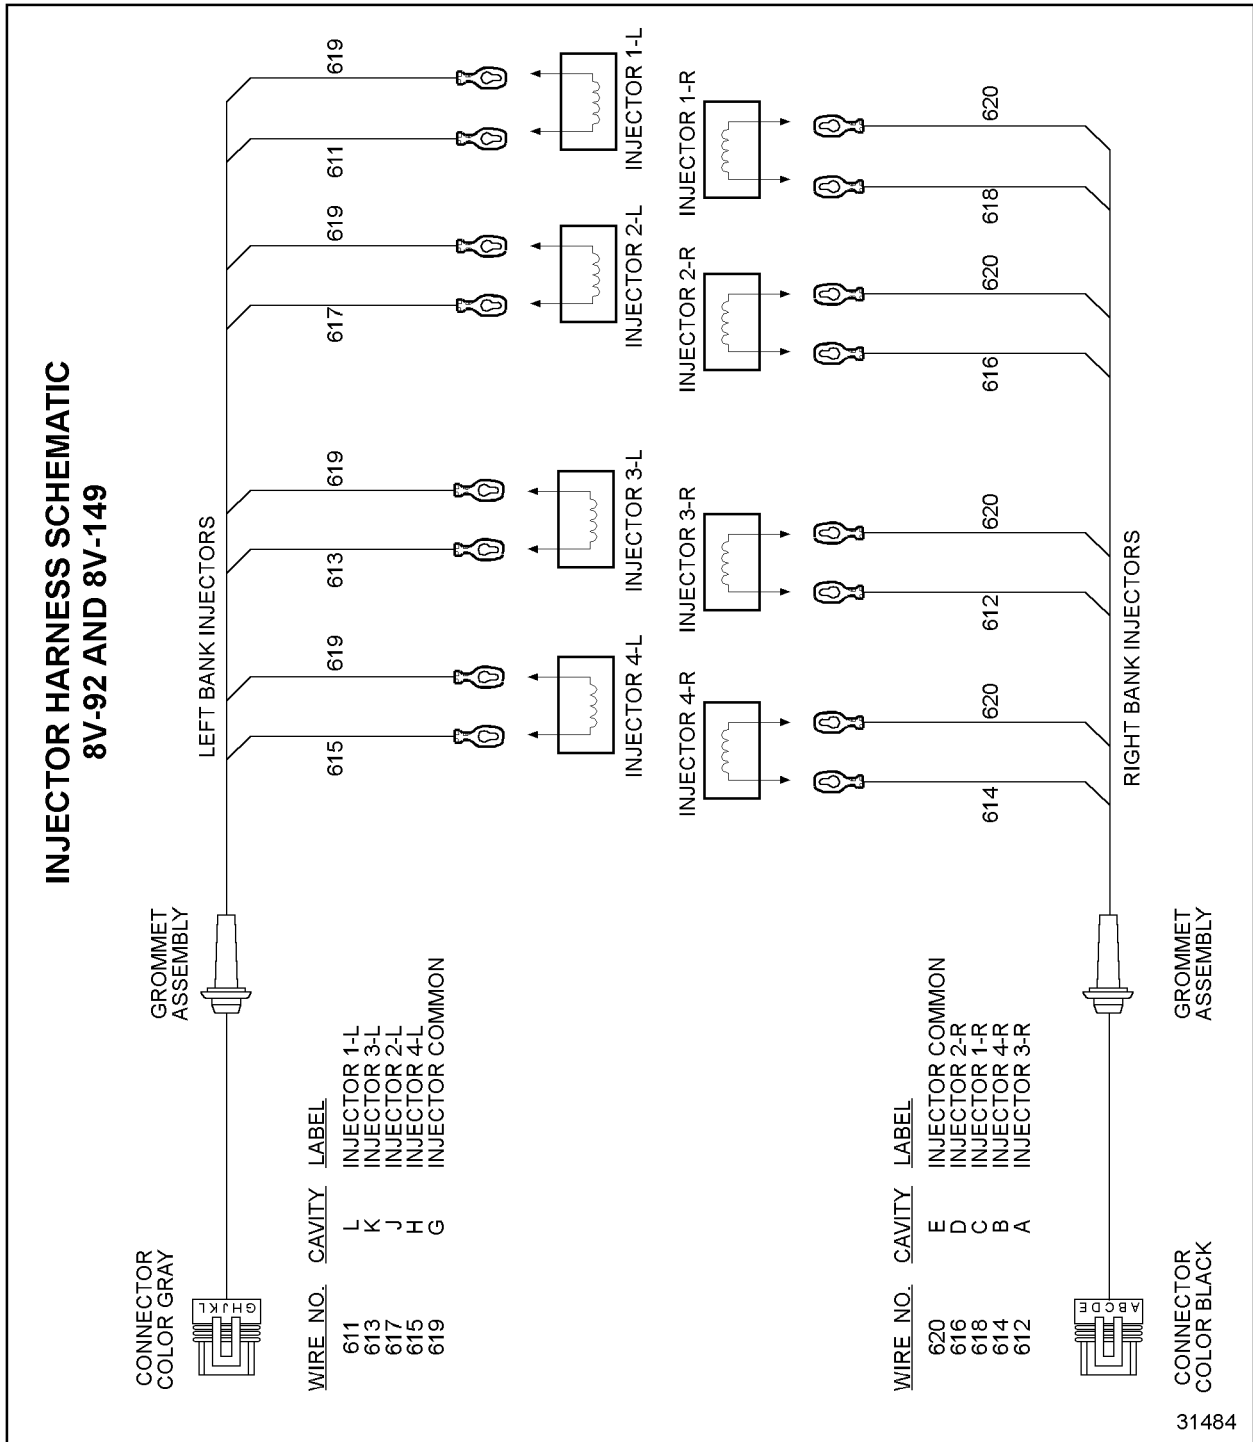 INJECTOR HARNESS SCHEMATIC
8V-92 AND 8V-149
CONNECTOR
COLOR GRAY
GHJKL
GROMMET
ASSEMBLY
LEFT BANK INJECTORS
615
619
613
619
617
619
611
619
WIRE NO. CAVITY LABEL
611 L INJECTOR 1-L
613 K INJECTOR 3-L
617 J INJECTOR 2-L
615 H INJECTOR 4-L
619 G INJECTOR COMMON
INJECTOR 4-L
INJECTOR 3-L
INJECTOR 2-L
INJECTOR 1-L
INJECTOR 4-R
INJECTOR 3-R
INJECTOR 2-R
INJECTOR 1-R
WIRE NO. CAVITY LABEL
620 E INJECTOR COMMON
616 D INJECTOR 2-R
618 C INJECTOR 1-R
614 B INJECTOR 4-R
612 A INJECTOR 3-R
614
620
612
620
616
620
618
620
ABCDE
RIGHT BANK INJECTORS
CONNECTOR
COLOR BLACK
GROMMET
ASSEMBLY
31484